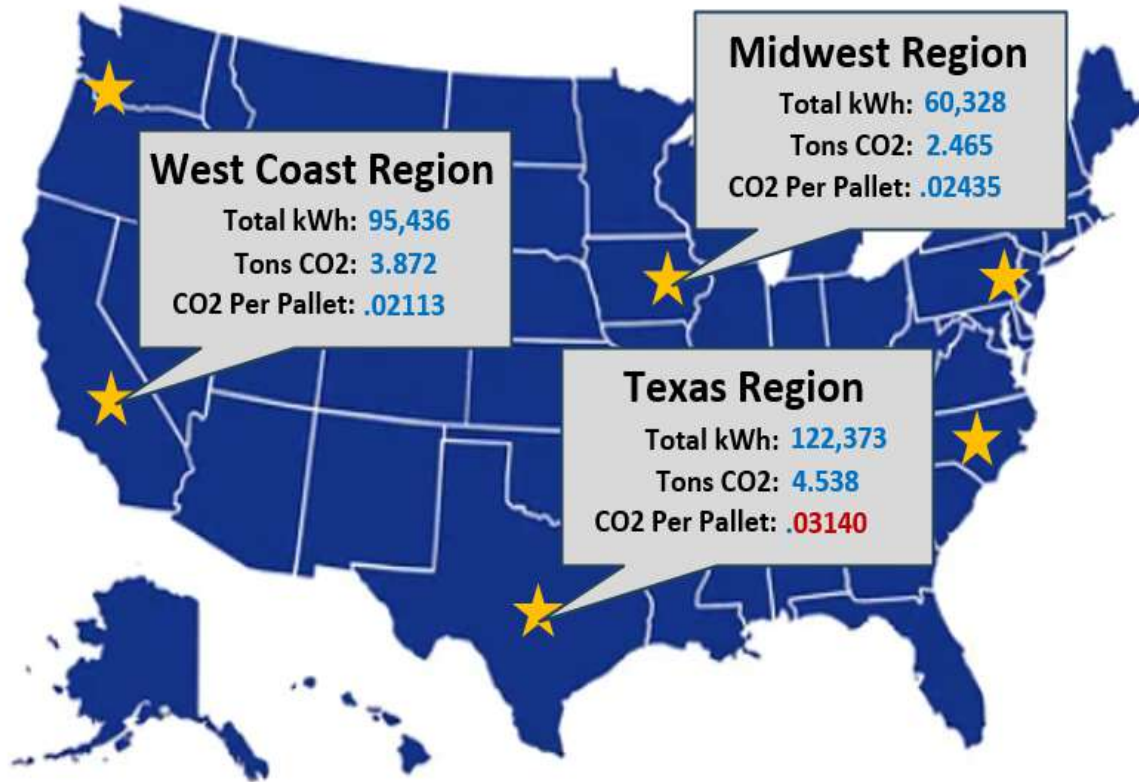 Midwest Region
Total kWh: 60,328
Tons CO2: 2.465
CO2 Per Pallet: .02435
West Coast Region
Total kWh: 95,436
Tons CO2: 3.872
CO2 Per Pallet: .02113
Texas Region
Total kWh: 122,373
Tons CO2: 4.538
CO2 Per Pallet: .03140